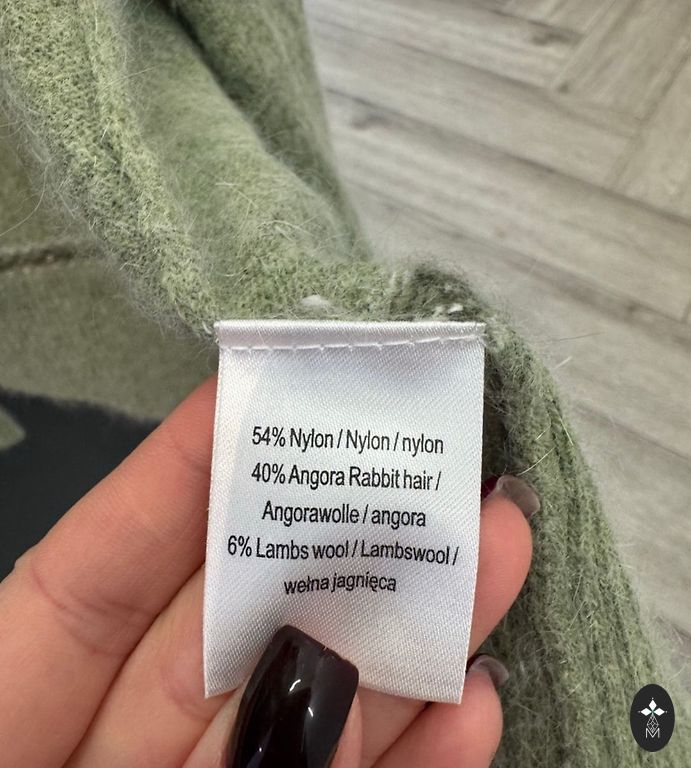 54% Nylon / Nylon / nylon
40% Angora Rabbit hair /
Angorawolle / angora
6% Lambs wool / Lambswool /
wełna jagnięca
M